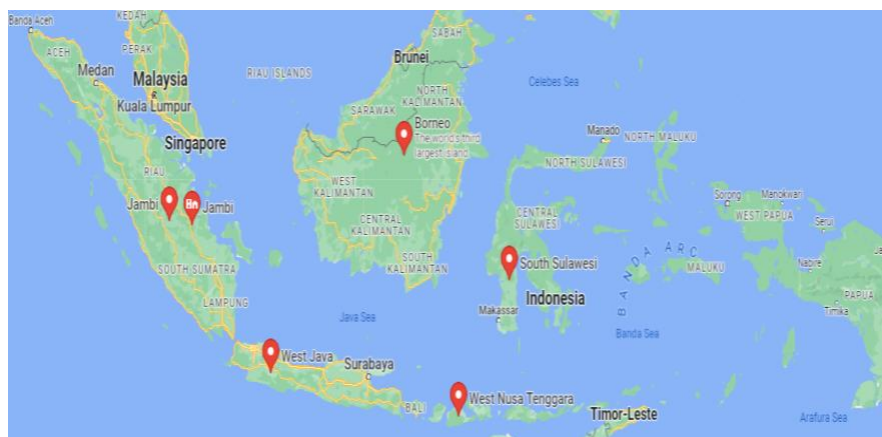 KEDAH
SABAH
Banda Aceh
ACEH
PERAK
Brunei
Medan
Malaysia
RIAU ISLANDS
Celebes Sea
Kuala Lumpur
NORTH
KALIMANTAN
SARAWAK
Borneo
The world's third
largest island
Singapore
Manado
NORTH MALUKU
NORTH SULAWESI
RIAU
WEST
KALIMANTAN
Sorong
Manokwari
Jambi
Jambi
CENTRAL
KALIMANTAN
CENTRAL
SULAWESI
WEST PAPUA
Serui
SOUTH
KALIMANTAN
South Sulawesi
BANDA ARC
MALUKU
Nabire
SOUTH SUMATRA
Indonesia
PAPUA
LAMPUNG
Makassar
Timika
Java Sea
Banda Sea
West Java
Surabaya
West Nusa Tenggara
BALI
Timor-Leste
Arafura Sea